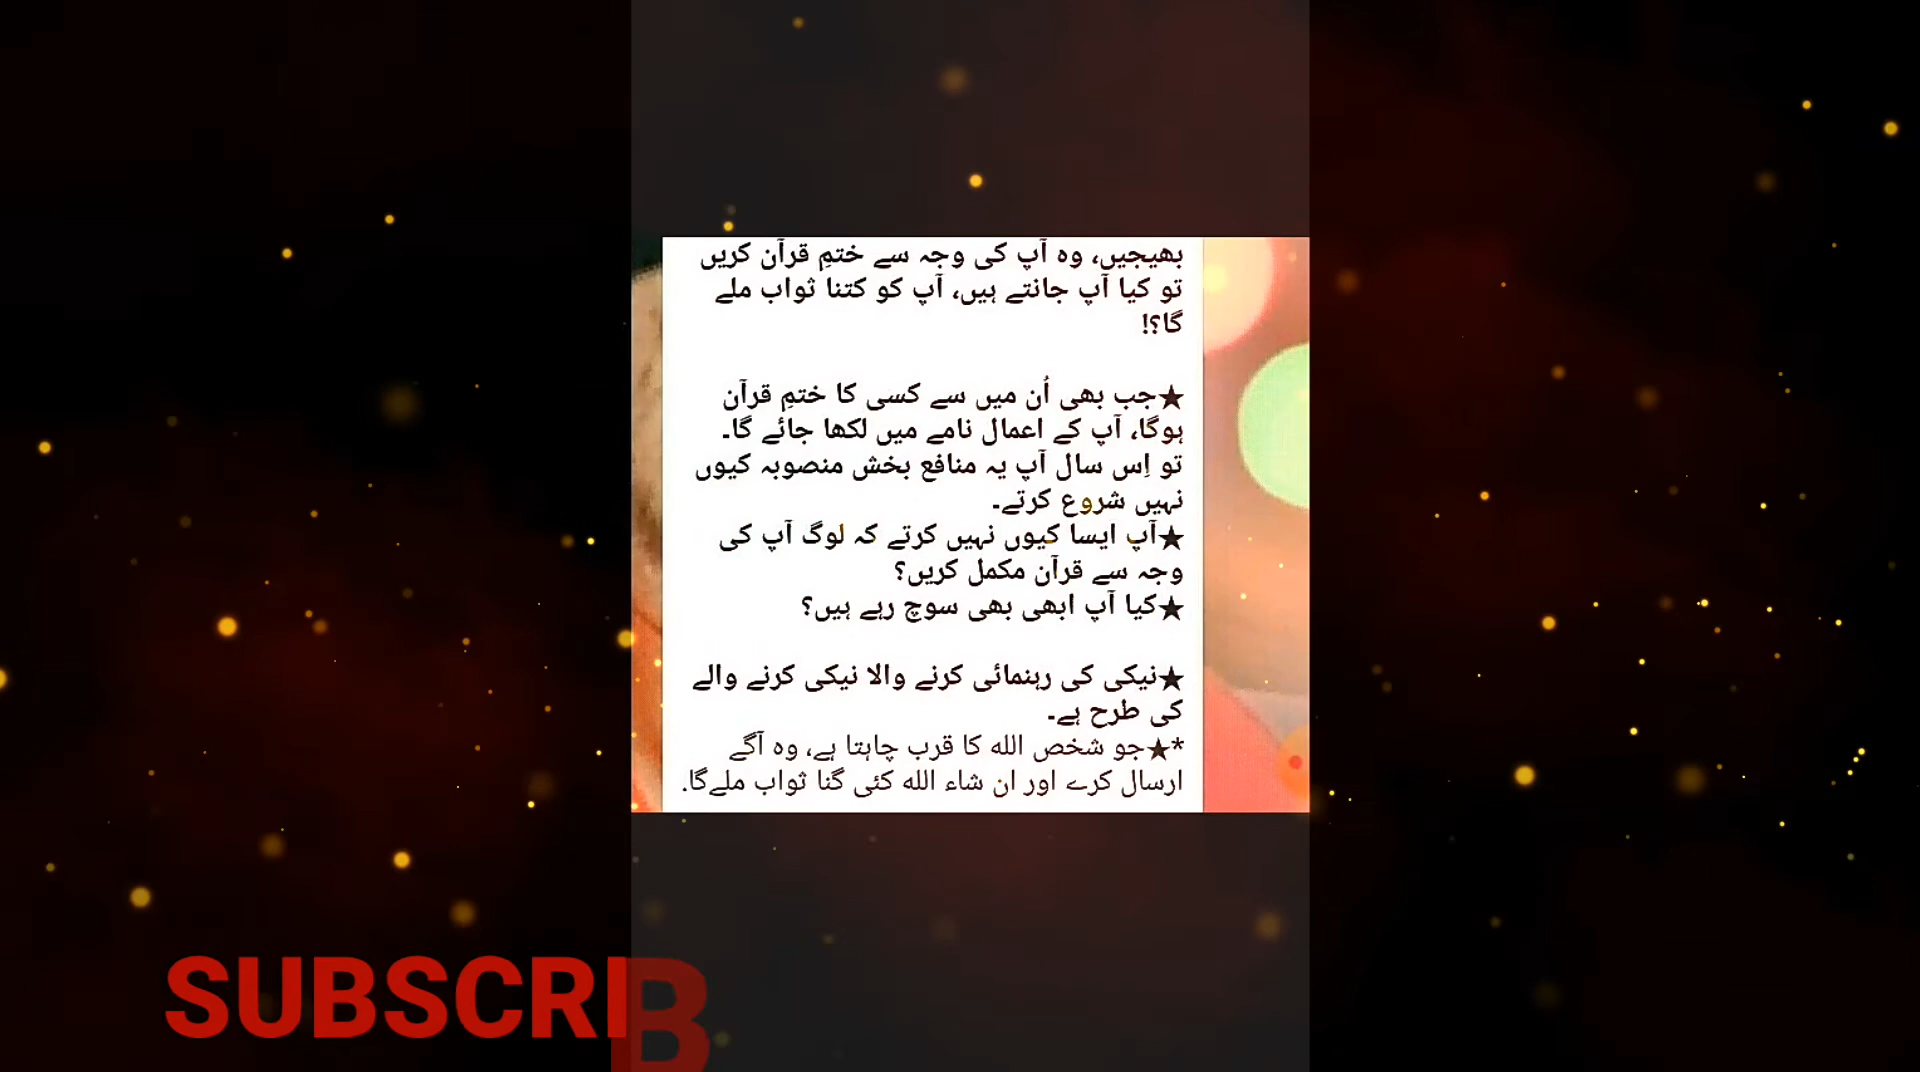 بھیجیں، وہ آپ کی وجہ سے ختمِ قرآن کریں
تو کیا آپ جانتے ہیں، آپ کو کتنا ثواب ملے
گا؟!
★جب بھی اُن میں سے کسی کا ختمِ قرآن
ہوگا، آپ کے اعمال نامے میں لکھا جائے گا۔
تو اِس سال آپ یہ منافع بخش منصوبہ کیوں
نہیں شروع کرتے۔
★آپ ایسا کیوں نہیں کرتے کہ لوگ آپ کی
وجہ سے قرآن مکمل کریں؟
★کیا آپ ابھی بھی سوچ رہے ہیں؟
★نیکی کی رہنمائی کرنے والا نیکی کرنے والے
کی طرح ہے۔
*★جو شخص الله کا قرب چاہتا ہے، وہ آگے
ارسال کرے اور ان شاء الله کئی گنا ثواب ملےگا.
SUBSCRIB